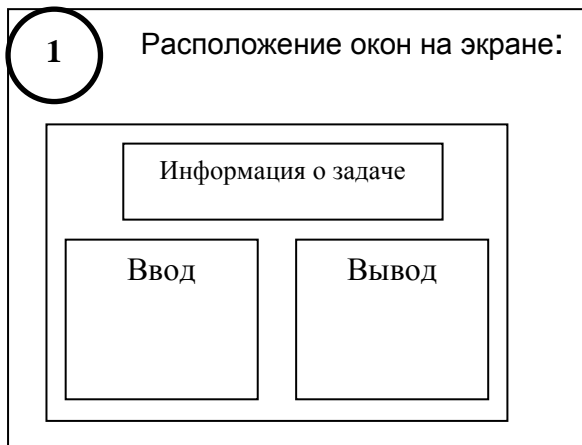 1
Расположение окон на экране:
Информация о задаче
Ввод
Вывод